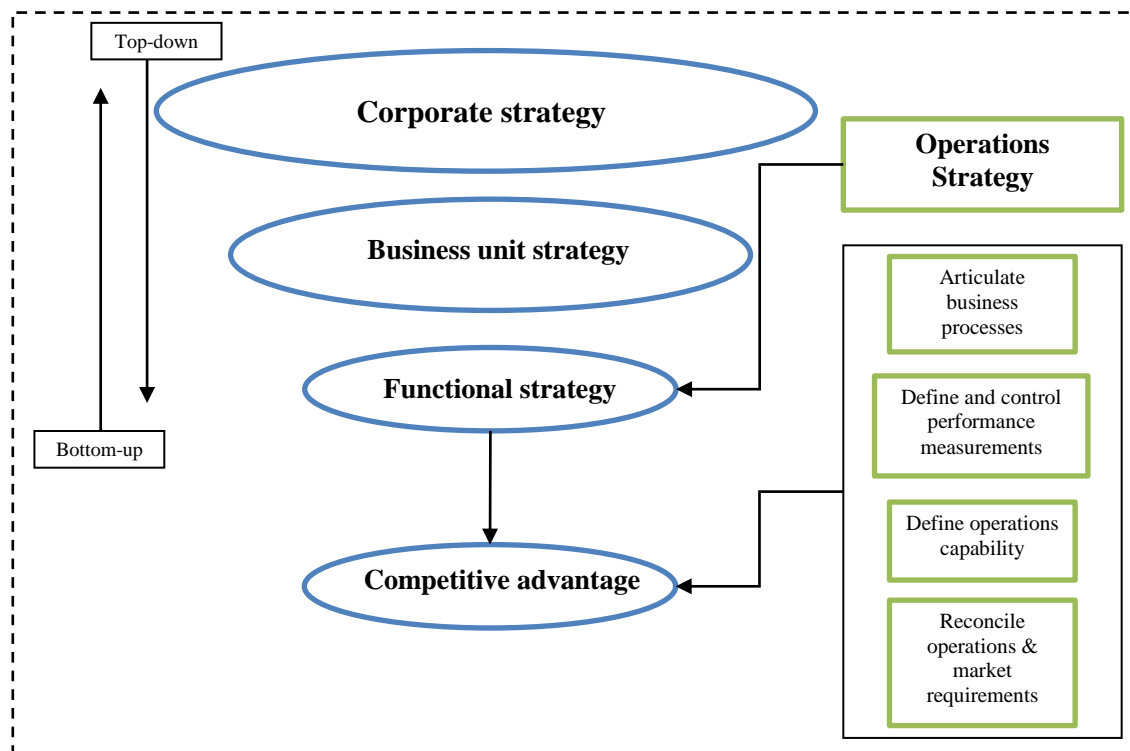 Top-down
Corporate strategy
Operations
Strategy
Business unit strategy
Articulate
business
processes
Functional strategy
Define and control
performance
measurements
Bottom-up
Define operations
capability
Competitive advantage
Reconcile
operations &
market
requirements